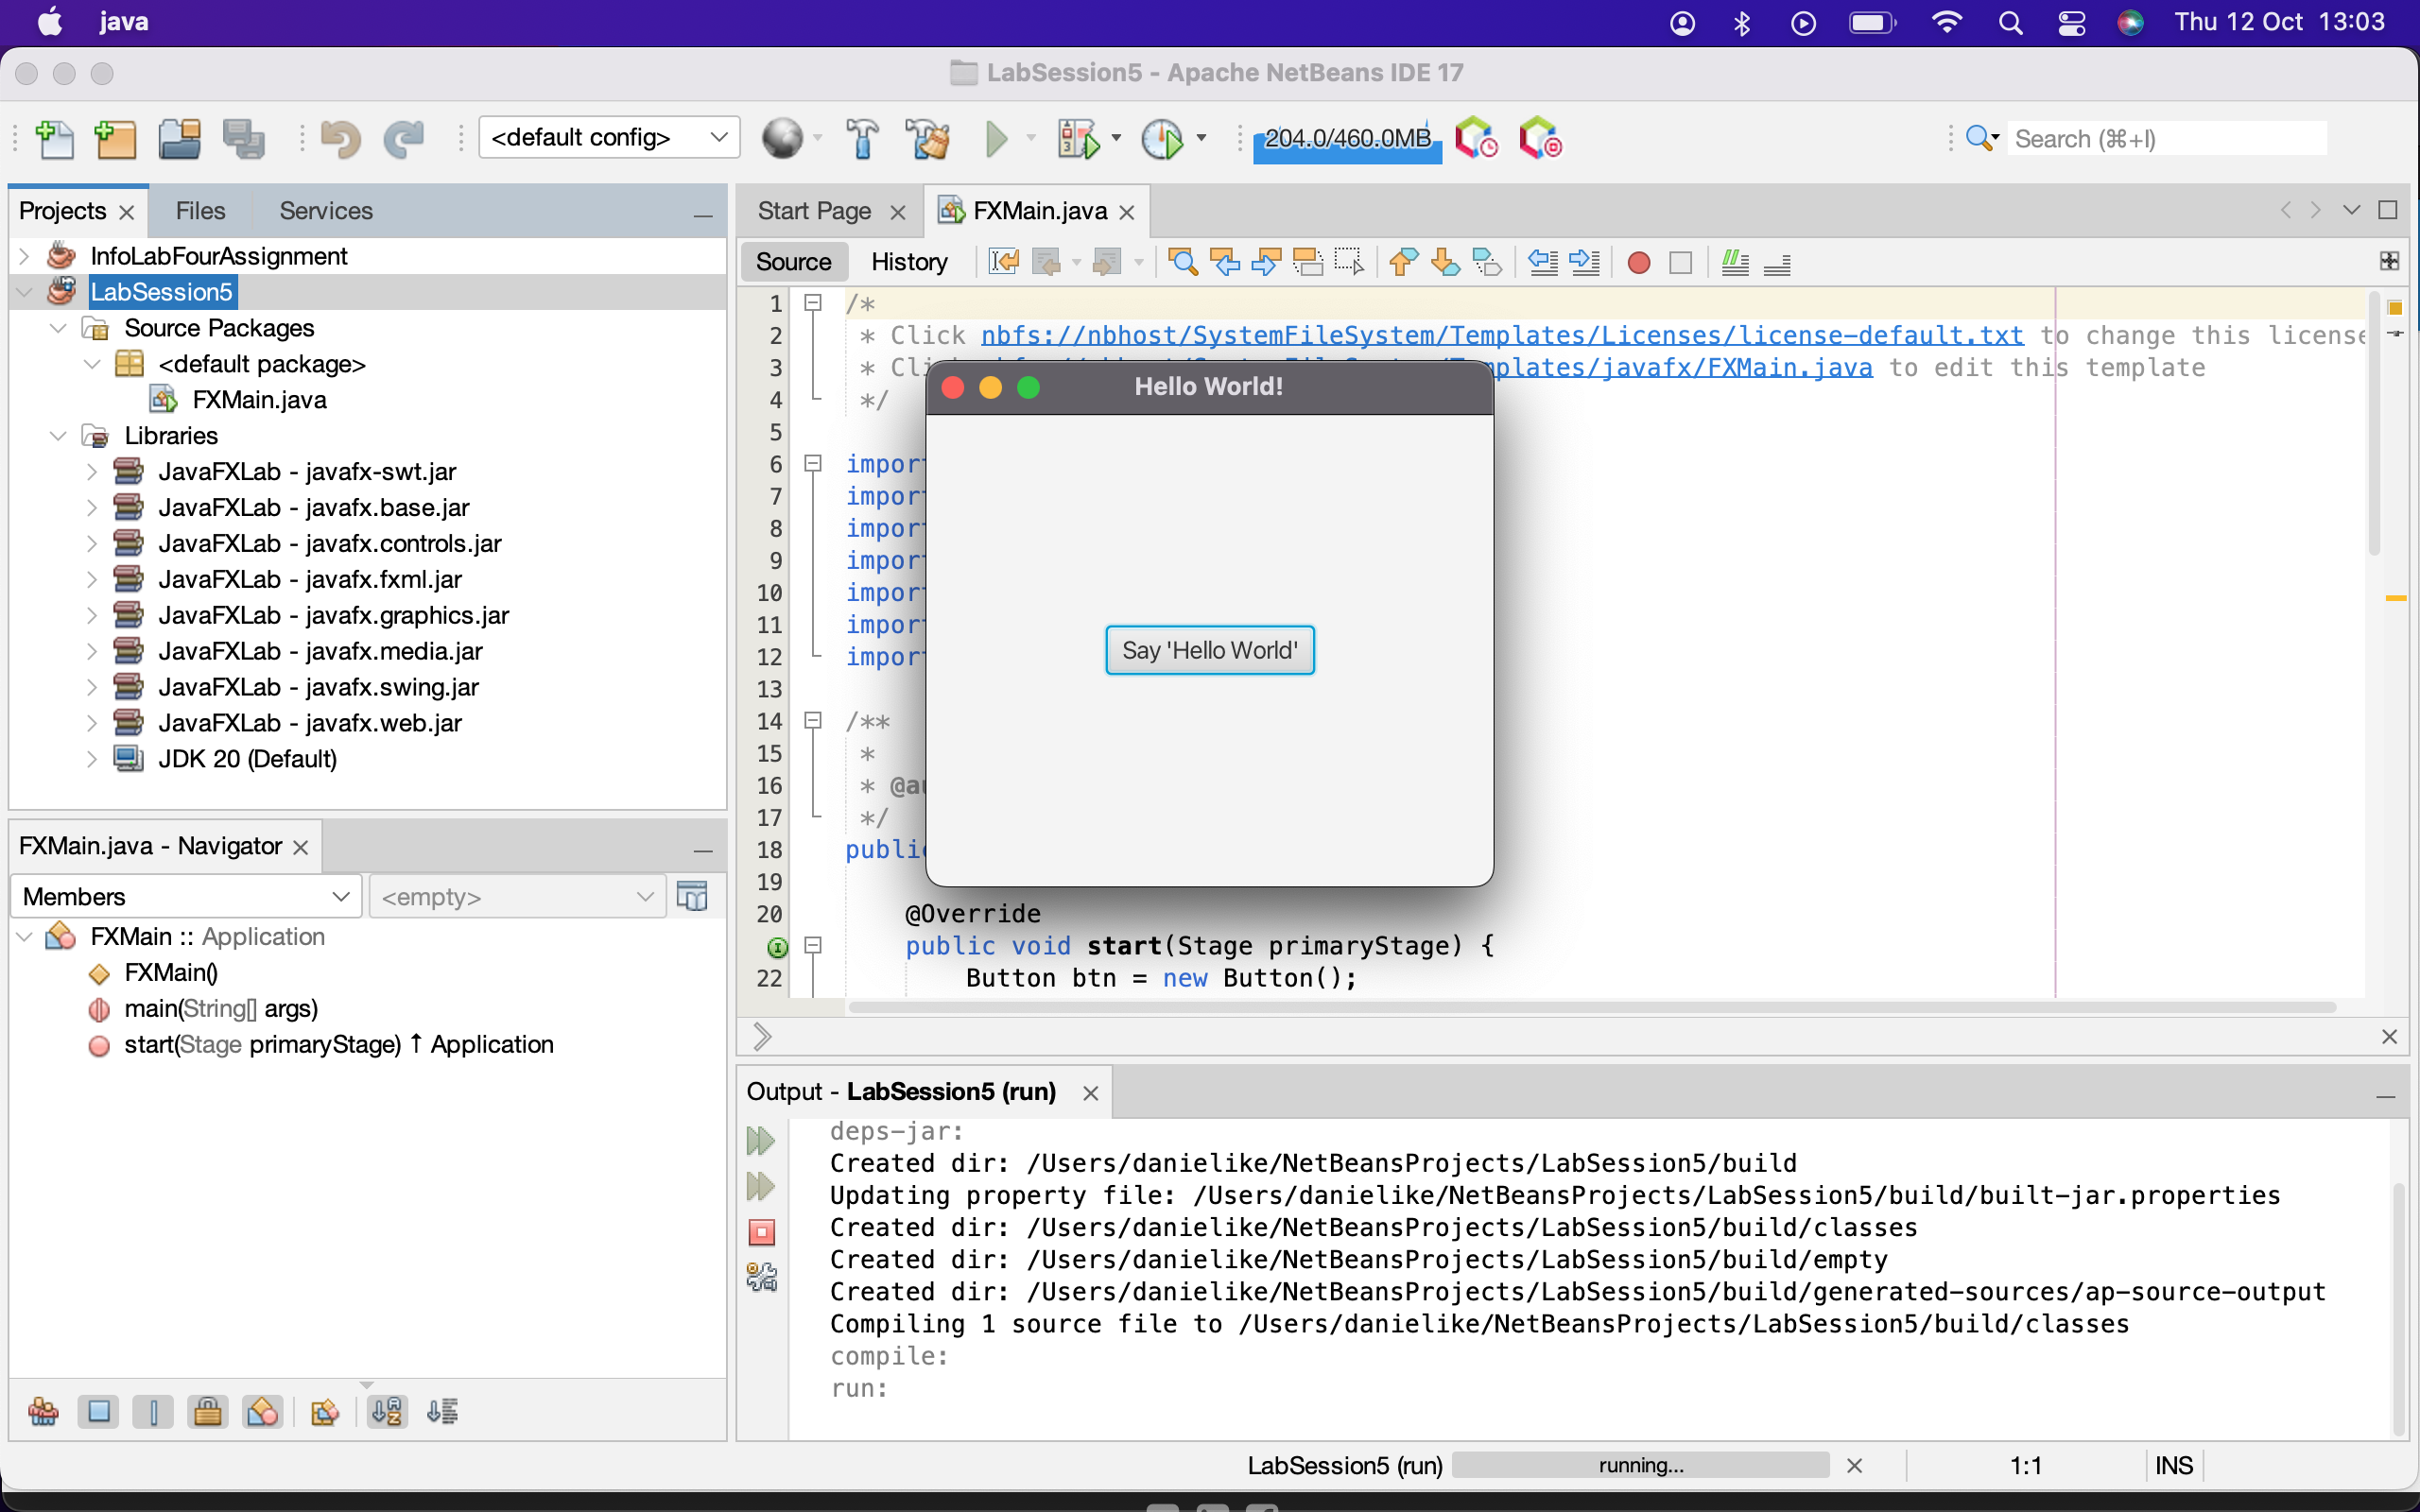 java
Thu 12 Oct 13:03
LabSession5 - Apache NetBeans IDE 17
<default config>
204.0/460.0MB
Search (⌘+I)
Projects
Files
Services
InfoLabFourAssignment
LabSession5
Source Packages
<default package>
FXMain.java
Libraries
JavaFXLab - javafx-swt.jar
JavaFXLab - javafx.base.jar
JavaFXLab - javafx.controls.jar
JavaFXLab - javafx.fxml.jar
JavaFXLab - javafx.graphics.jar
JavaFXLab - javafx.media.jar
JavaFXLab - javafx.swing.jar
JavaFXLab - javafx.web.jar
JDK 20 (Default)
FXMain.java - Navigator
Members
<empty>
FXMain :: Application
FXMain()
main(String[] args)
start(Stage primaryStage) ↑ Application
Start Page
FXMain.java
Source
History
1 /*
2 * Click nbfs://nbhost/SystemFileSystem/Templates/Licenses/license-default.txt to change this license
3 * Cli plates/javafx/FXMain.java to edit this template
4 */
5
6 impor
7 impor
8 impor
9 impor
10 impor
11 impor
12 impor
13
14 /**
15 *
16 * @au
17 */
18 public
19
20 @Override
public void start(Stage primaryStage) {
22 Button btn = new Button();
Hello World!
Say 'Hello World'
Output - LabSession5 (run)
deps-jar:
Created dir: /Users/danielike/NetBeansProjects/LabSession5/build
Updating property file: /Users/danielike/NetBeansProjects/LabSession5/build/built-jar.properties
Created dir: /Users/danielike/NetBeansProjects/LabSession5/build/classes
Created dir: /Users/danielike/NetBeansProjects/LabSession5/build/empty
Created dir: /Users/danielike/NetBeansProjects/LabSession5/build/generated-sources/ap-source-output
Compiling 1 source file to /Users/danielike/NetBeansProjects/LabSession5/build/classes
compile:
run:
LabSession5 (run)
running...
1:1
INS